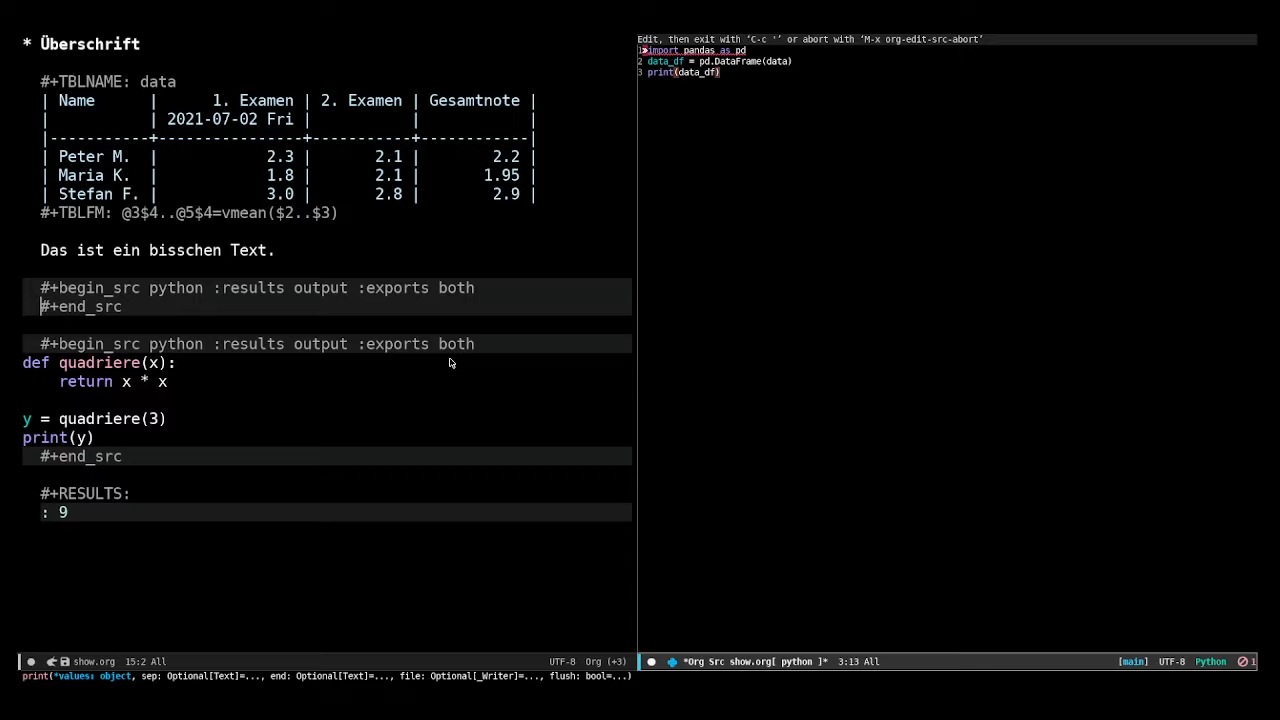 * Überschrift
#+TBLNAME: data
| Name | 1. Examen | 2. Examen | Gesamtnote |
| | 2021-07-02 Fri | | |
|-----------+----------------+-----------+------------|
| Peter M. | 2.3 | 2.1 | 2.2 |
| Maria K. | 1.8 | 2.1 | 1.95 |
| Stefan F. | 3.0 | 2.8 | 2.9 |
#+TBLFM: @3$4..@5$4=vmean($2..$3)
Das ist ein bisschen Text.
#+begin_src python :results output :exports both
#+end_src
#+begin_src python :results output :exports both
def quadriere(x):
return x * x
y = quadriere(3)
print(y)
#+end_src
#+RESULTS:
: 9
show.org 15:2 All UTF-8 Org (+3)
print(*values: object, sep: Optional[Text]=..., end: Optional[Text]=..., file: Optional[_Writer]=..., flush: bool=...)
Edit, then exit with ‘C-c '’ or abort with ‘M-x org-edit-src-abort’
1 import pandas as pd
2 data_df = pd.DataFrame(data)
3 print(data_df)
*Org Src show.org[ python ]* 3:13 All [main] UTF-8 Python 1